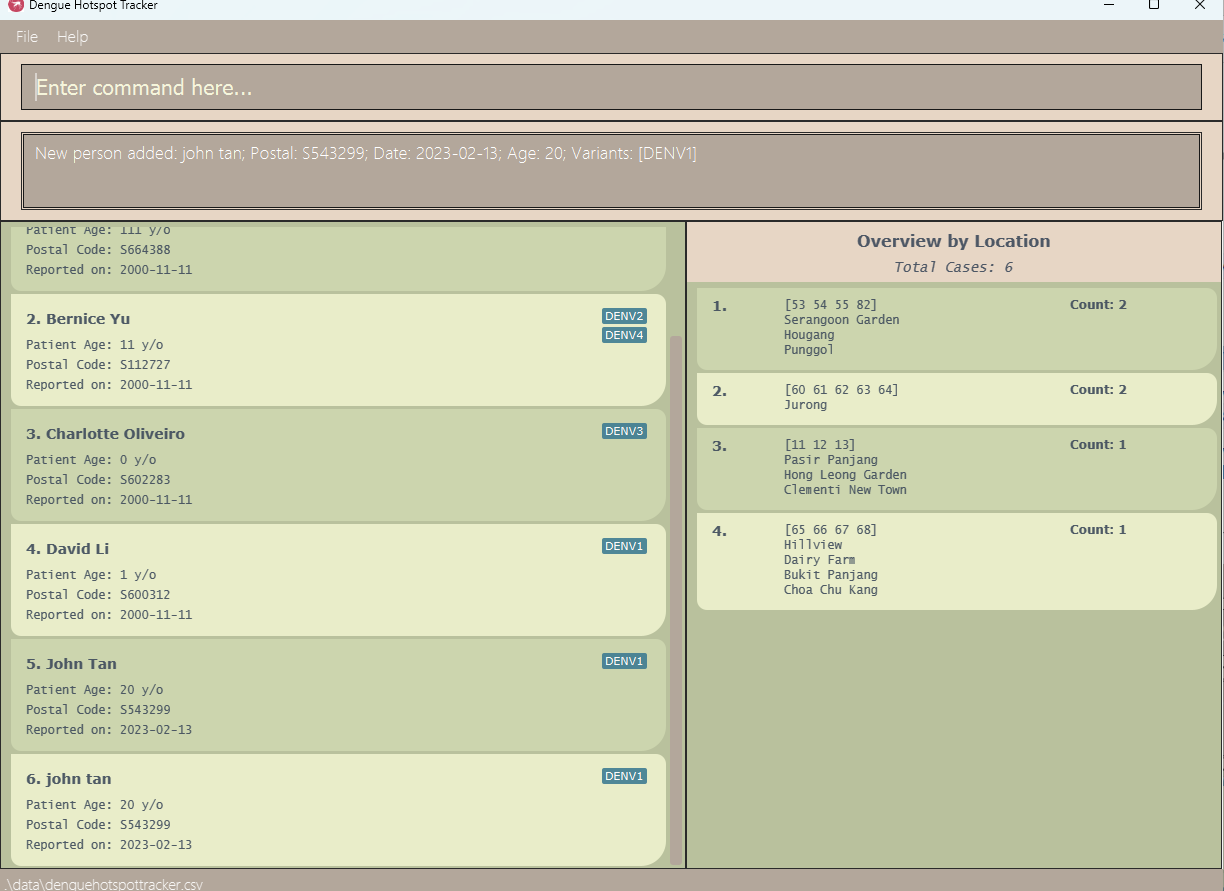 Dengue Hotspot Tracker
File Help
Enter command here...
New person added: john tan; Postal: S543299; Date: 2023-02-13; Age: 20; Variants: [DENV1]
Patient Age: 111 y/o
Postal Code: S664388
Reported on: 2000-11-11
2. Bernice Yu
DENV2
DENV4
Patient Age: 11 y/o
Postal Code: S112727
Reported on: 2000-11-11
3. Charlotte Oliveiro
DENV3
Patient Age: 0 y/o
Postal Code: S602283
Reported on: 2000-11-11
4. David Li
DENV1
Patient Age: 1 y/o
Postal Code: S600312
Reported on: 2000-11-11
5. John Tan
DENV1
Patient Age: 20 y/o
Postal Code: S543299
Reported on: 2023-02-13
6. john tan
DENV1
Patient Age: 20 y/o
Postal Code: S543299
Reported on: 2023-02-13
Overview by Location
Total Cases: 6
1. [53 54 55 82] Count: 2
Serangoon Garden
Hougang
Punggol
2. [60 61 62 63 64] Count: 2
Jurong
3. [11 12 13] Count: 1
Pasir Panjang
Hong Leong Garden
Clementi New Town
4. [65 66 67 68] Count: 1
Hillview
Dairy Farm
Bukit Panjang
Choa Chu Kang
.\data\denguehotspottracker.csv